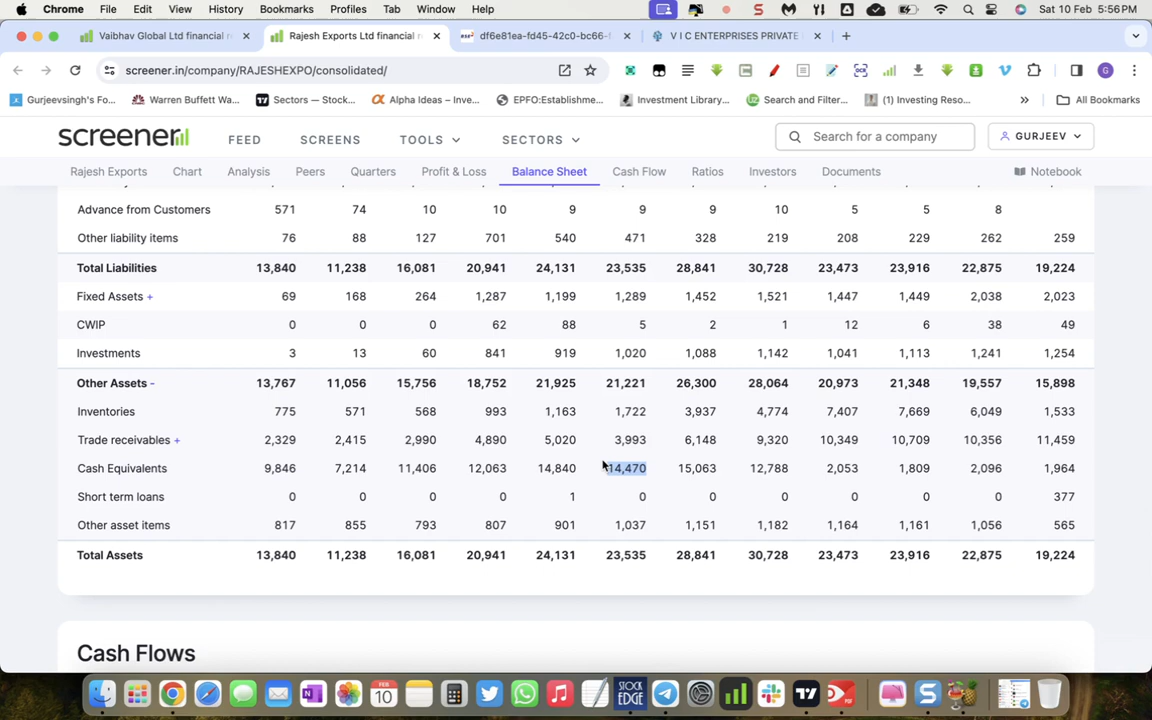 Chrome File Edit View History Bookmarks Profiles Tab Window Help Sat 10 Feb 5:56 PM
Vaibhav Global Ltd financial r Rajesh Exports Ltd financial r df6e81ea-fd45-42c0-bc66- V I C ENTERPRISES PRIVATE
screener.in/company/RAJESHEXPO/consolidated/
Gurjeevsingh's Fo... Warren Buffett Wa... Sectors — Stock... Alpha Ideas – Inve... EPFO:Establishme... Investment Library... Search and Filter... (1) Investing Reso... All Bookmarks
screener FEED SCREENS TOOLS SECTORS Search for a company GURJEEV
Rajesh Exports Chart Analysis Peers Quarters Profit & Loss Balance Sheet Cash Flow Ratios Investors Documents Notebook
Advance from Customers 571 74 10 10 9 9 9 10 5 5 8
Other liability items 76 88 127 701 540 471 328 219 208 229 262 259
Total Liabilities 13,840 11,238 16,081 20,941 24,131 23,535 28,841 30,728 23,473 23,916 22,875 19,224
Fixed Assets + 69 168 264 1,287 1,199 1,289 1,452 1,521 1,447 1,449 2,038 2,023
CWIP 0 0 0 62 88 5 2 1 12 6 38 49
Investments 3 13 60 841 919 1,020 1,088 1,142 1,041 1,113 1,241 1,254
Other Assets - 13,767 11,056 15,756 18,752 21,925 21,221 26,300 28,064 20,973 21,348 19,557 15,898
Inventories 775 571 568 993 1,163 1,722 3,937 4,774 7,407 7,669 6,049 1,533
Trade receivables + 2,329 2,415 2,990 4,890 5,020 3,993 6,148 9,320 10,349 10,709 10,356 11,459
Cash Equivalents 9,846 7,214 11,406 12,063 14,840 14,470 15,063 12,788 2,053 1,809 2,096 1,964
Short term loans 0 0 0 0 1 0 0 0 0 0 0 377
Other asset items 817 855 793 807 901 1,037 1,151 1,182 1,164 1,161 1,056 565
Total Assets 13,840 11,238 16,081 20,941 24,131 23,535 28,841 30,728 23,473 23,916 22,875 19,224
Cash Flows
FEB 10 STOCK EDGE